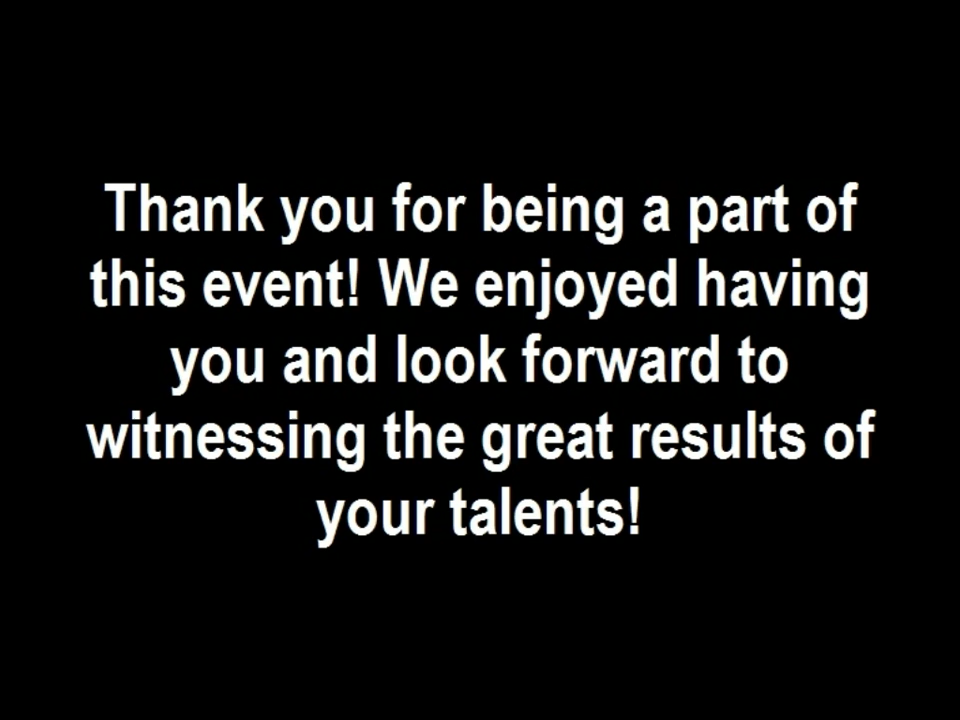 Thank you for being a part of
this event! We enjoyed having
you and look forward to
witnessing the great results of
your talents!